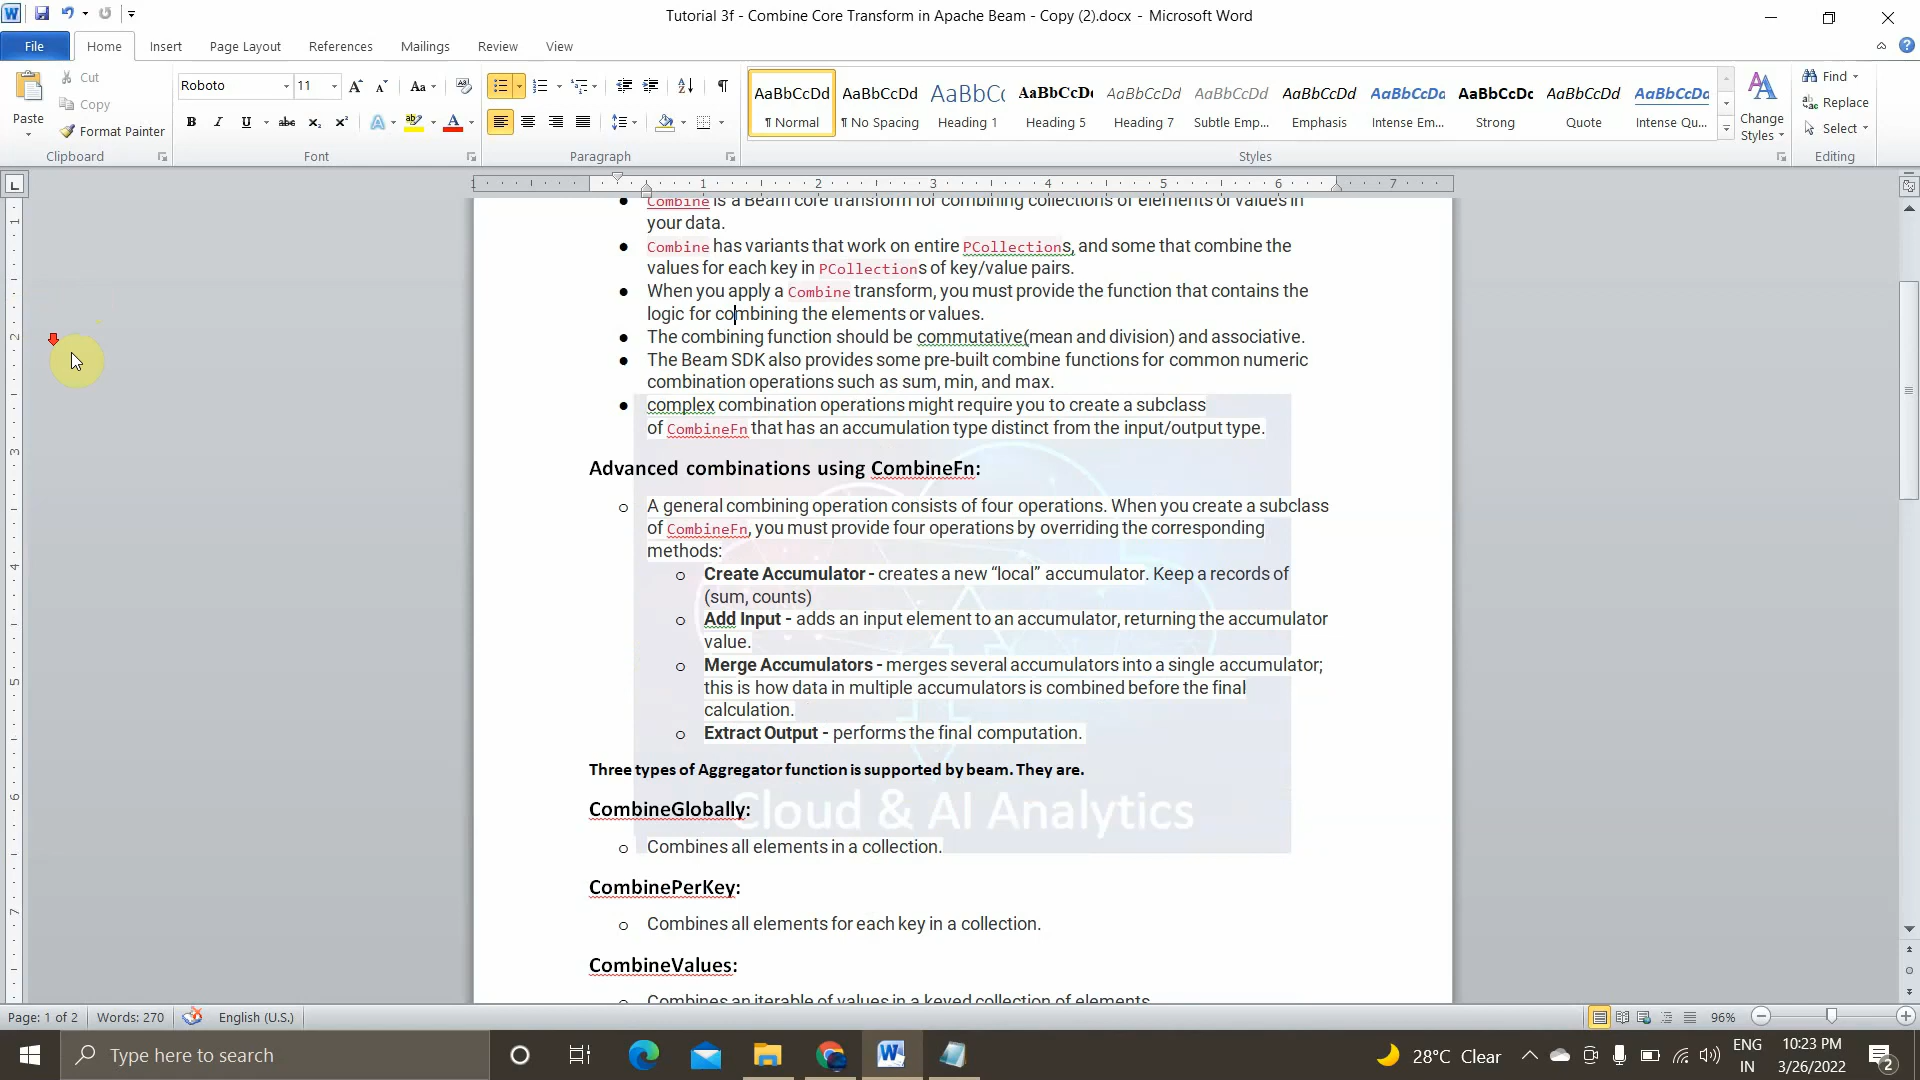 Tutorial 3f - Combine Core Transform in Apache Beam - Copy (2).docx - Microsoft Word
File Home Insert Page Layout References Mailings Review View
Paste
Cut
Copy
Format Painter
Clipboard
Roboto 11
Font
Paragraph
AaBbCcDd AaBbCcDd AaBbCc AaBbCcDc AaBbCcDd AaBbCcDd AaBbCcDd AaBbCcDd AaBbCcDc AaBbCcDd AaBbCcDd
¶ Normal ¶ No Spacing Heading 1 Heading 5 Heading 7 Subtle Emp... Emphasis Intense Em... Strong Quote Intense Qu...
Styles
Change Styles
Find
Replace
Select
Editing
1 1 2 3 4 5 6 7
Combine is a Beam core transform for combining collections of elements or values in
your data.
Combine has variants that work on entire PCollections, and some that combine the
values for each key in PCollections of key/value pairs.
When you apply a Combine transform, you must provide the function that contains the
logic for combining the elements or values.
The combining function should be commutative(mean and division) and associative.
The Beam SDK also provides some pre-built combine functions for common numeric
combination operations such as sum, min, and max.
complex combination operations might require you to create a subclass
of CombineFn that has an accumulation type distinct from the input/output type.
Advanced combinations using CombineFn:
A general combining operation consists of four operations. When you create a subclass
of CombineFn, you must provide four operations by overriding the corresponding
methods:
Create Accumulator - creates a new “local” accumulator. Keep a records of
(sum, counts)
Add Input - adds an input element to an accumulator, returning the accumulator
value.
Merge Accumulators - merges several accumulators into a single accumulator;
this is how data in multiple accumulators is combined before the final
calculation.
Extract Output - performs the final computation.
Three types of Aggregator function is supported by beam. They are.
CombineGlobally:
Cloud & AI Analytics
Combines all elements in a collection.
CombinePerKey:
Combines all elements for each key in a collection.
CombineValues:
Combines an iterable of values in a keyed collection of elements.
Page: 1 of 2 Words: 270 English (U.S.) 96%
Type here to search
28°C Clear
ENG
IN
10:23 PM
3/26/2022
2